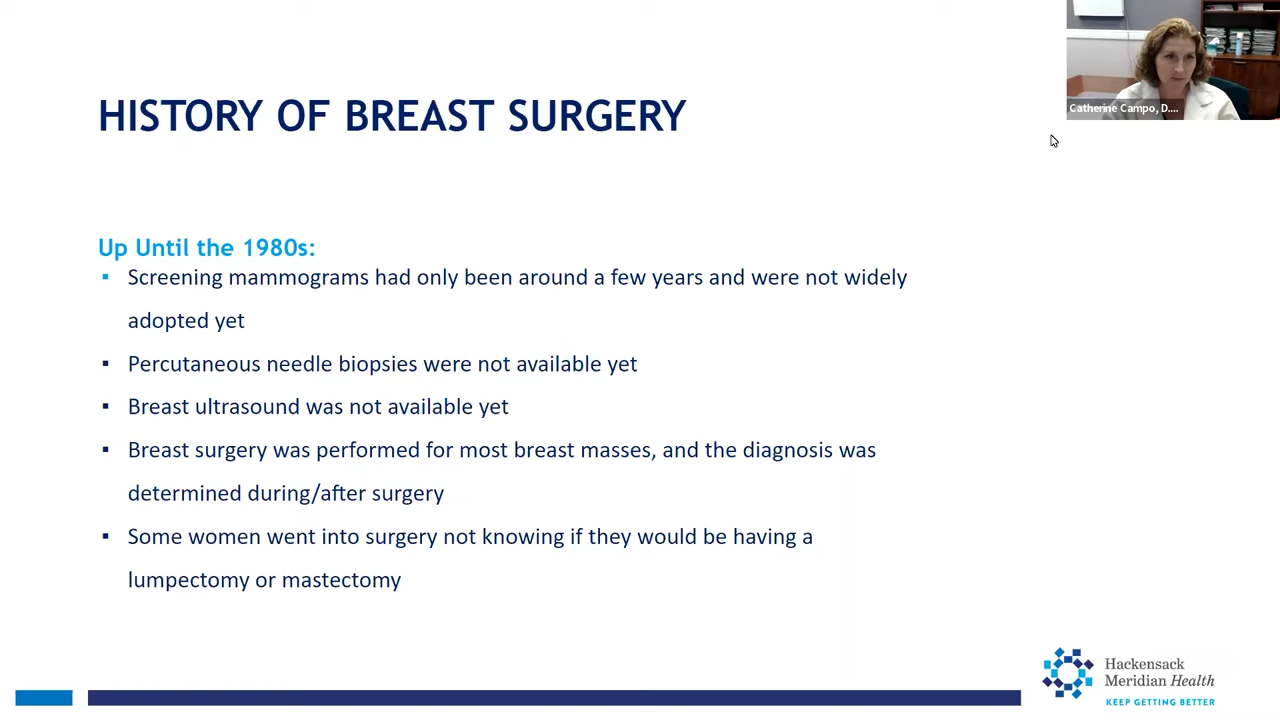 Catherine Campo, D....
HISTORY OF BREAST SURGERY
Up Until the 1980s:
▪ Screening mammograms had only been around a few years and were not widely
adopted yet
▪ Percutaneous needle biopsies were not available yet
▪ Breast ultrasound was not available yet
▪ Breast surgery was performed for most breast masses, and the diagnosis was
determined during/after surgery
▪ Some women went into surgery not knowing if they would be having a
lumpectomy or mastectomy
Hackensack
Meridian Health
KEEP GETTING BETTER